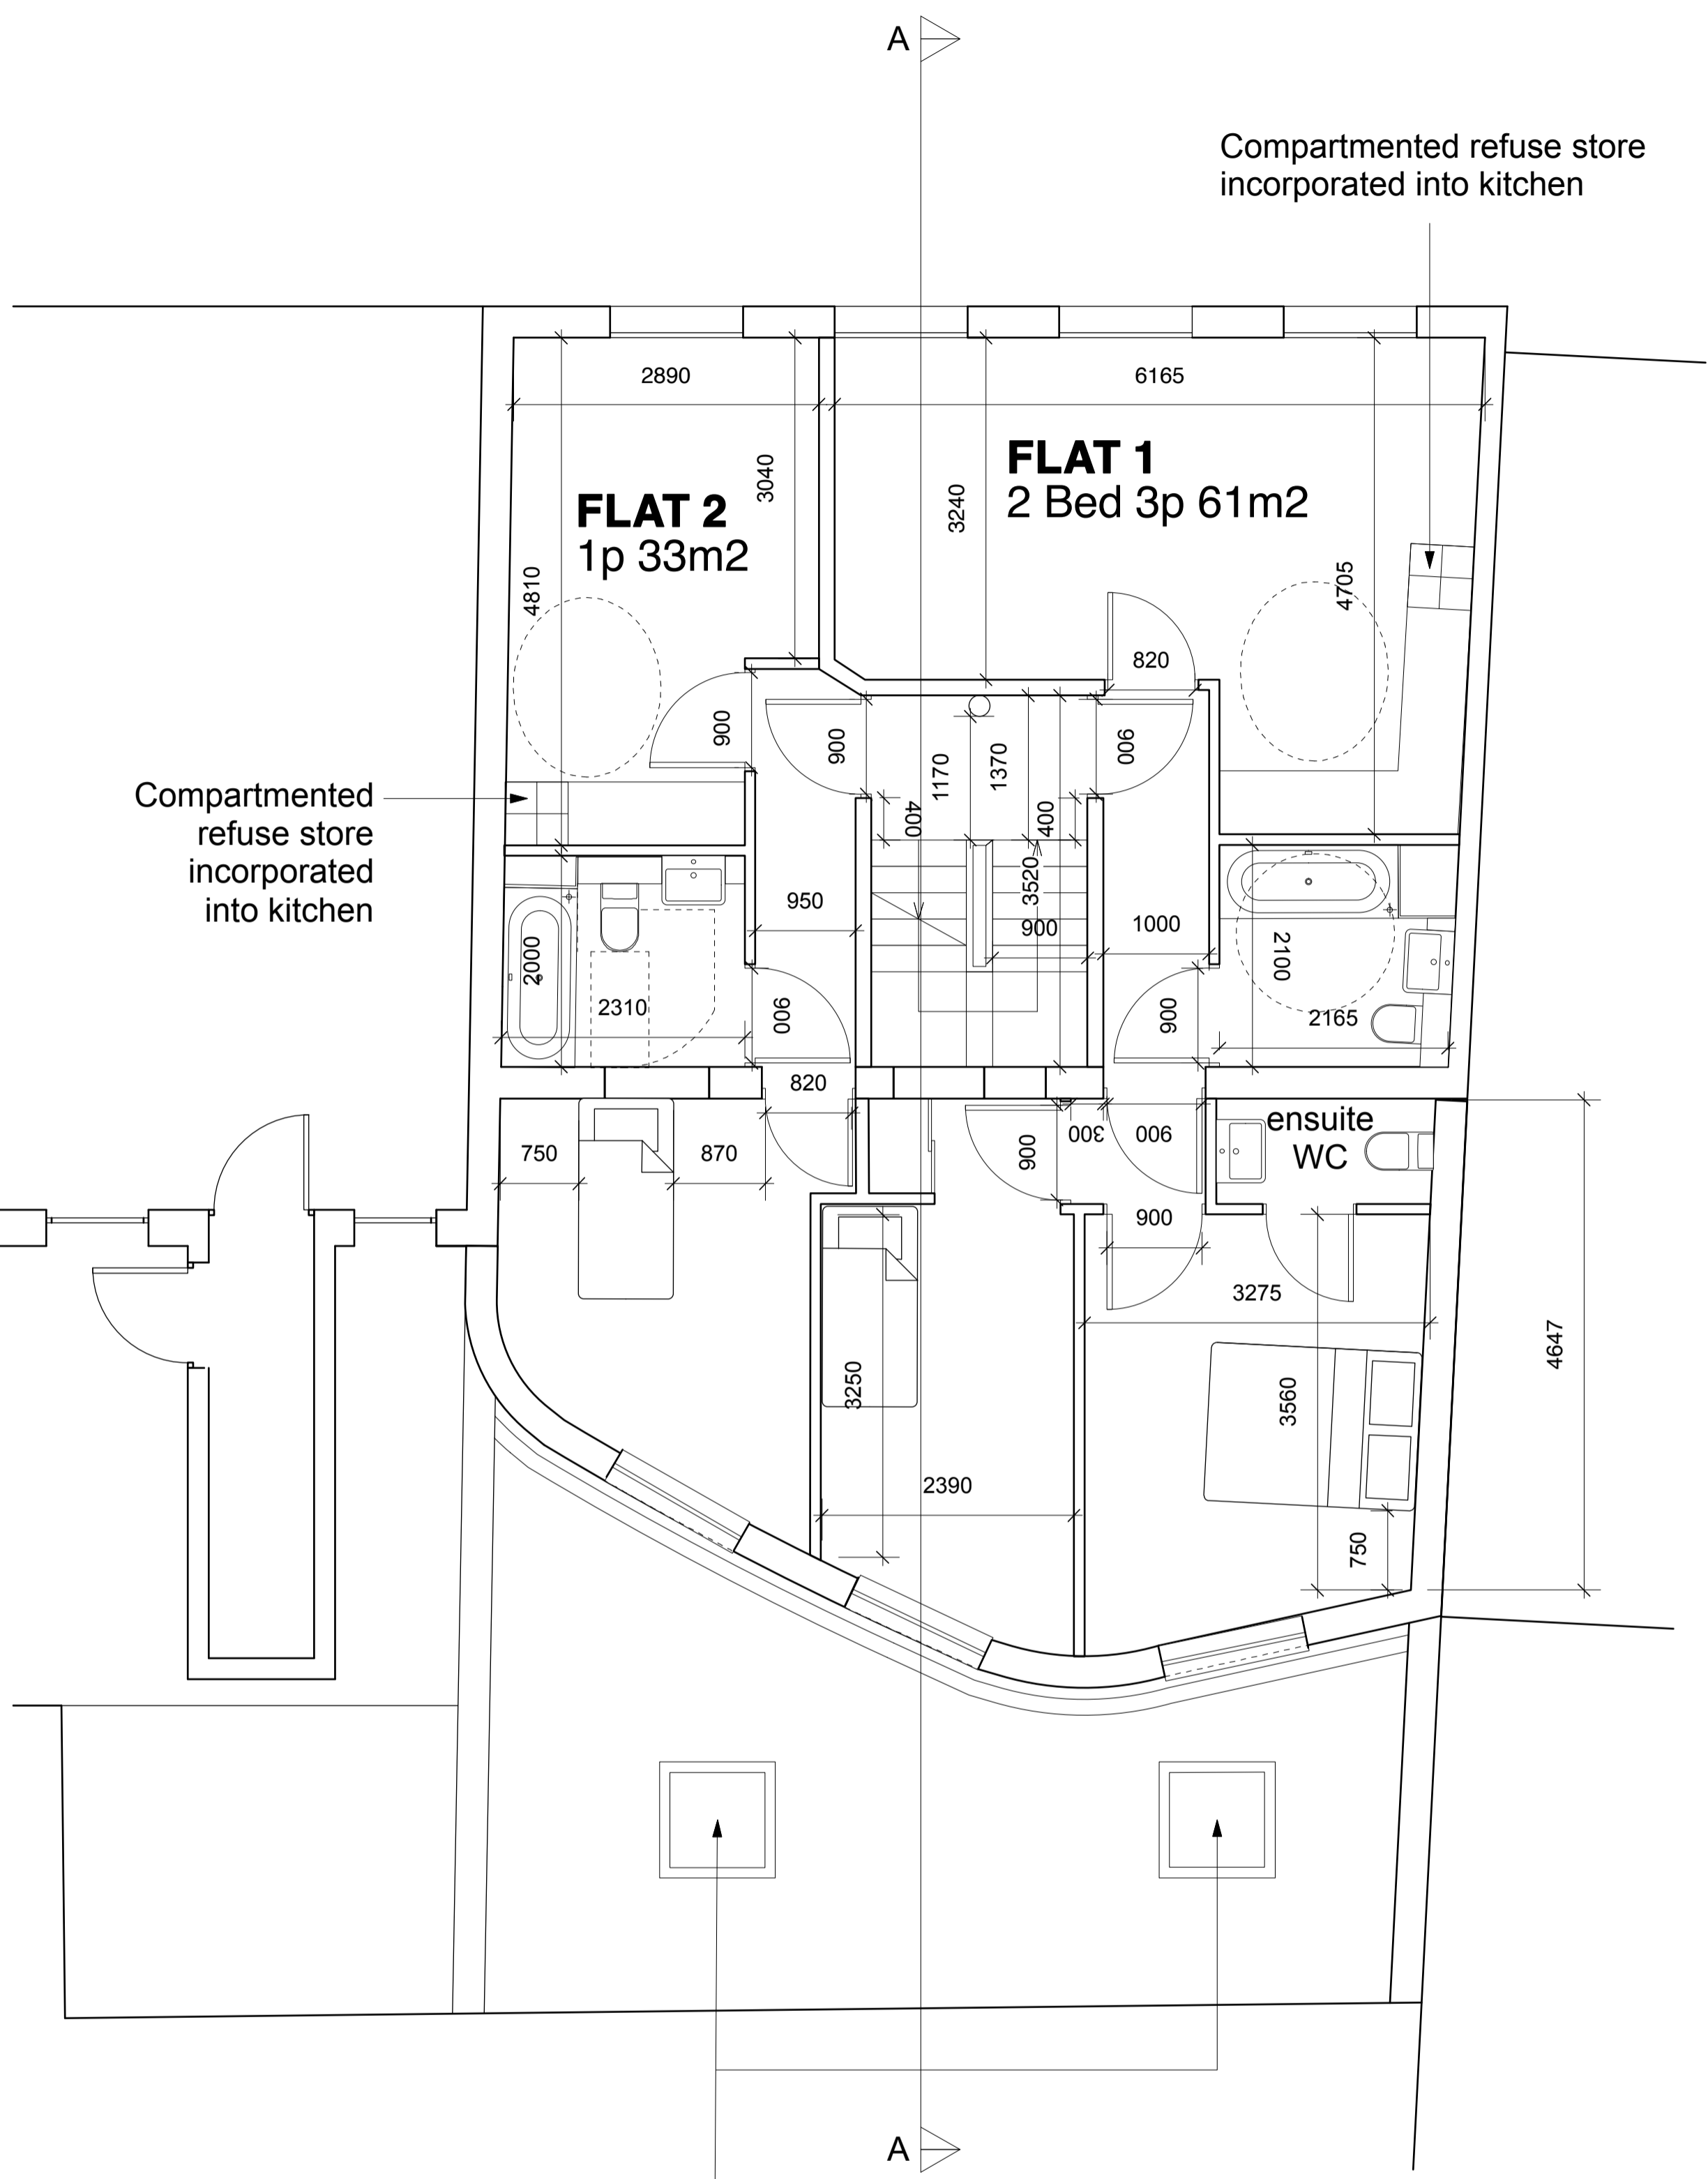 A
Compartmented refuse store
incorporated into kitchen
2890
6165
FLAT 1
2 Bed 3p 61m2
3040
3240
FLAT 2
1p 33m2
4810
4705
820
900
900
900
1170
1370
400
400
Compartmented
refuse store
incorporated
into kitchen
3520
950
900
1000
2000
2310
2100
2165
900
900
820
ensuite
WC
750
870
900
300
900
900
3275
4647
3250
3560
2390
750
A